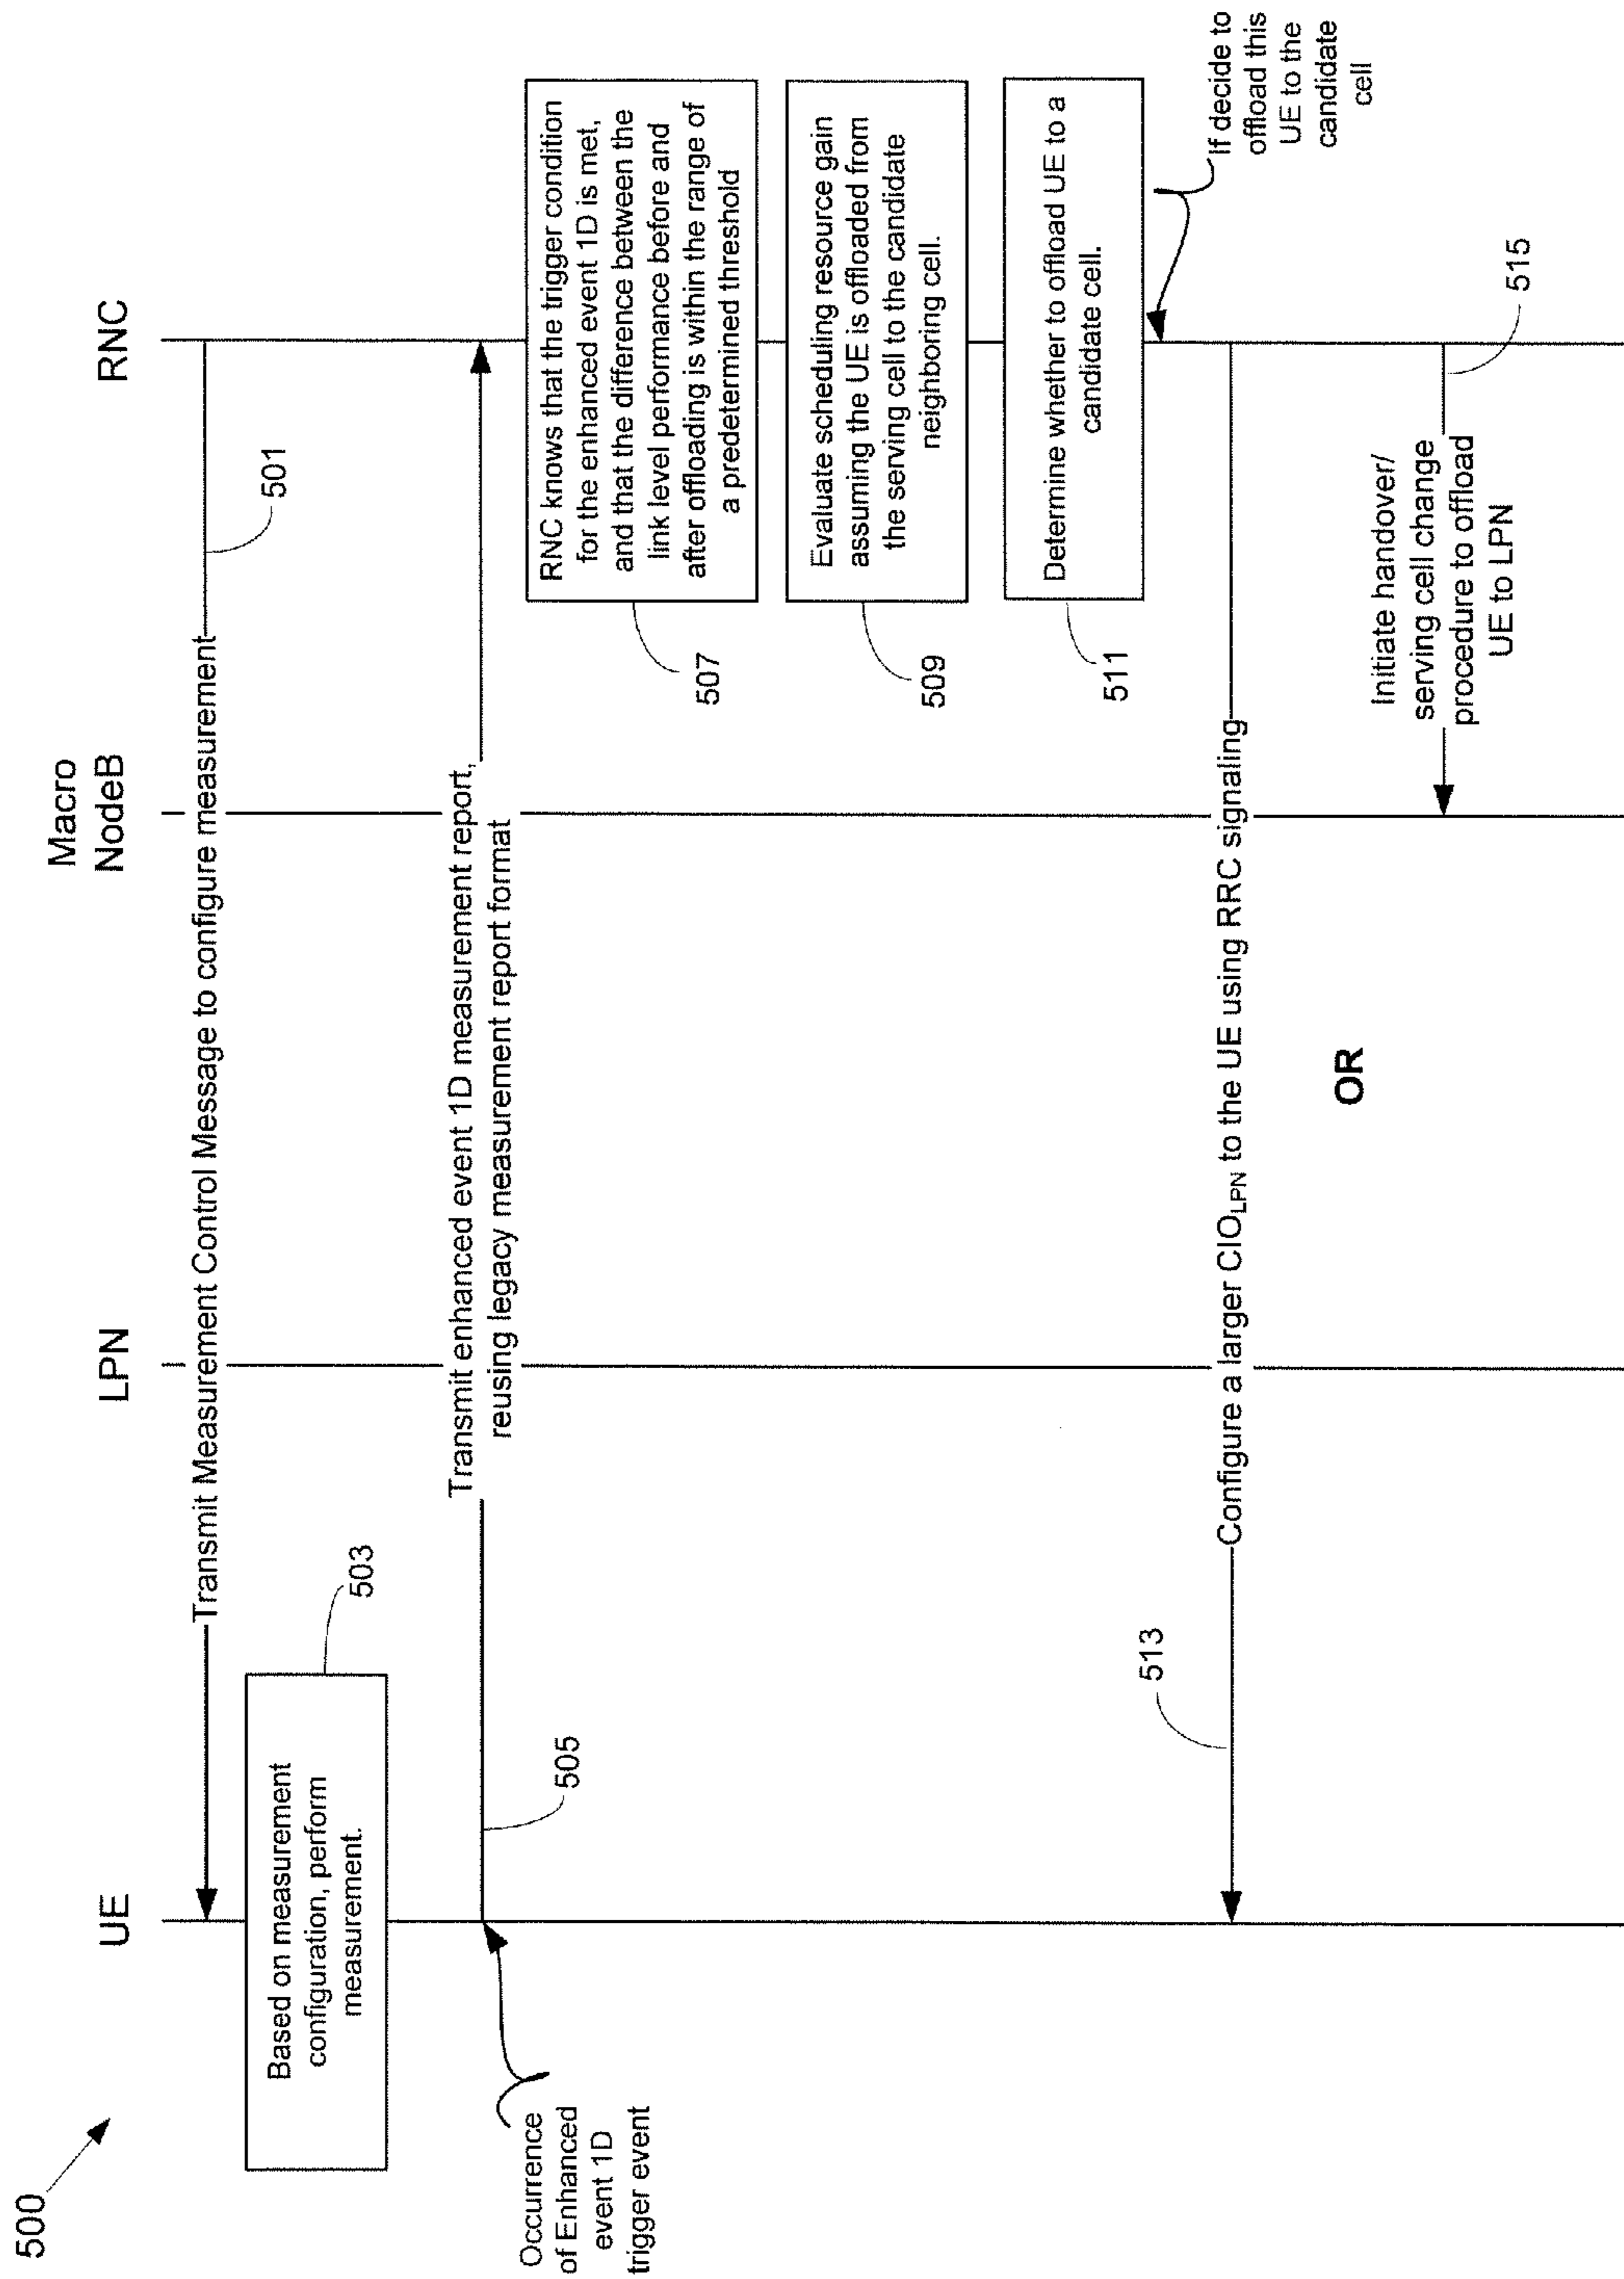 500
UE
LPN
Macro
NodeB
RNC
Transmit Measurement Control Message to configure measurement
501
Based on measurement
configuration, perform
measurement.
503
Occurrence
of Enhanced
event 1D
trigger event
Transmit enhanced event 1D measurement report,
reusing legacy measurement report format
505
RNC knows that the trigger condition
for the enhanced event 1D is met,
and that the difference between the
link level performance before and
after offloading is within the range of
a predetermined threshold
507
Evaluate scheduling resource gain
assuming the UE is offloaded from
the serving cell to the candidate
neighboring cell.
509
Determine whether to offload UE to a
candidate cell.
511
If decide to
offload this
UE to the
candidate
cell
513
Configure a larger CIOLPN to the UE using RRC signaling
OR
Initiate handover/
serving cell change
procedure to offload
UE to LPN
515